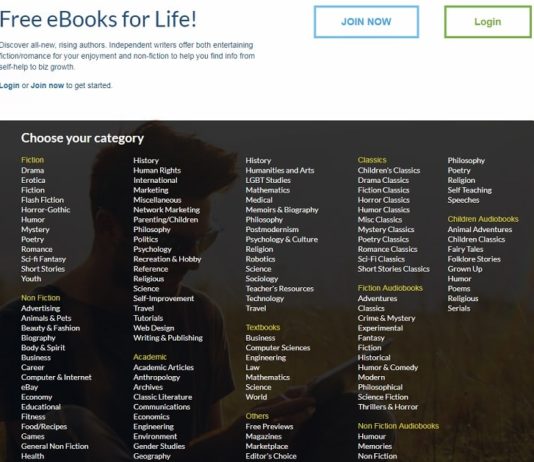 Free eBooks for Life!
JOIN NOW
Login
Discover all-new, rising authors. Independent writers offer both entertaining
fiction/romance for your enjoyment and non-fiction to help you find info from
self-help to biz growth.
Login or Join now to get started.
Choose your category
Fiction
Drama
Erotica
Fiction
Flash Fiction
Horror-Gothic
Humor
Mystery
Poetry
Romance
Sci-fi Fantasy
Short Stories
Youth
Non Fiction
Advertising
Animals & Pets
Beauty & Fashion
Biography
Body & Spirit
Business
Career
Computer & Internet
eBay
Economy
Educational
Fitness
Food/Recipes
Games
General Non Fiction
Health
History
Human Rights
International
Marketing
Miscellaneous
Network Marketing
Parenting/Children
Philosophy
Politics
Psychology
Recreation & Hobby
Reference
Religious
Science
Self-Improvement
Travel
Tutorials
Web Design
Writing & Publishing
Academic
Academic Articles
Anthropology
Archives
Classic Literature
Communications
Economics
Engineering
Environment
Gender Studies
Geography
History
Humanities and Arts
LGBT Studies
Mathematics
Medical
Memoirs & Biography
Philosophy
Postmodernism
Psychology & Culture
Religion
Robotics
Science
Sociology
Teacher's Resources
Technology
Travel
Textbooks
Business
Computer Sciences
Engineering
Law
Mathematics
Science
World
Others
Free Previews
Magazines
Marketplace
Editor's Choice
Classics
Children's Classics
Drama Classics
Fiction Classics
Horror Classics
Humor Classics
Misc Classics
Mystery Classics
Poetry Classics
Romance Classics
Sci-Fi Classics
Short Stories Classics
Fiction Audiobooks
Adventures
Classics
Crime & Mystery
Experimental
Fantasy
Fiction
Historical
Humor & Comedy
Modern
Philosophical
Science Fiction
Thrillers & Horror
Non Fiction Audiobooks
Humour
Memories
Non Fiction
Philosophy
Poetry
Religion
Self Teaching
Speeches
Children Audiobooks
Animal Adventures
Children Classics
Fairy Tales
Folklore Stories
Grown Up
Humor
Poems
Religious
Serials